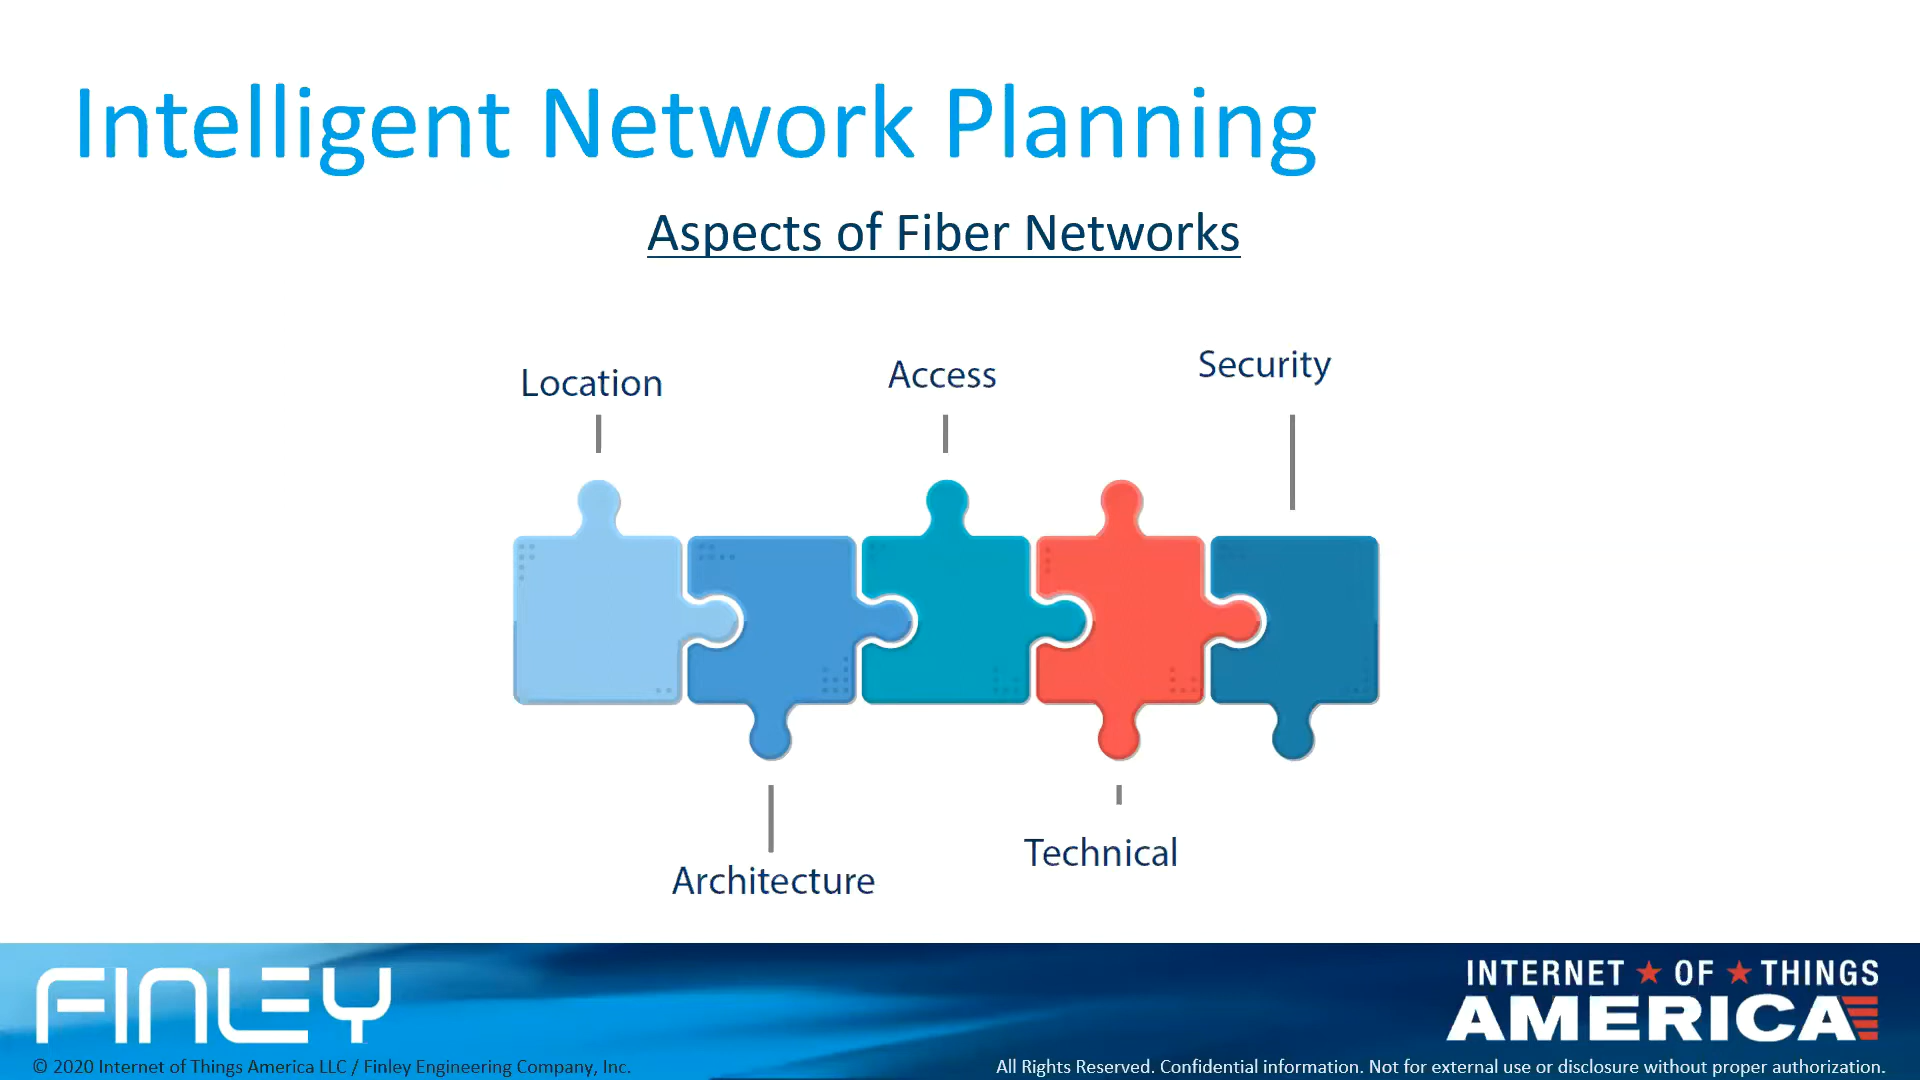 Intelligent Network Planning
Aspects of Fiber Networks
Location
Access
Security
Architecture
Technical
FINLEY
INTERNET ★ OF ★ THINGS
AMERICA
© 2020 Internet of Things America LLC / Finley Engineering Company, Inc.
All Rights Reserved. Confidential information. Not for external use or disclosure without proper authorization.